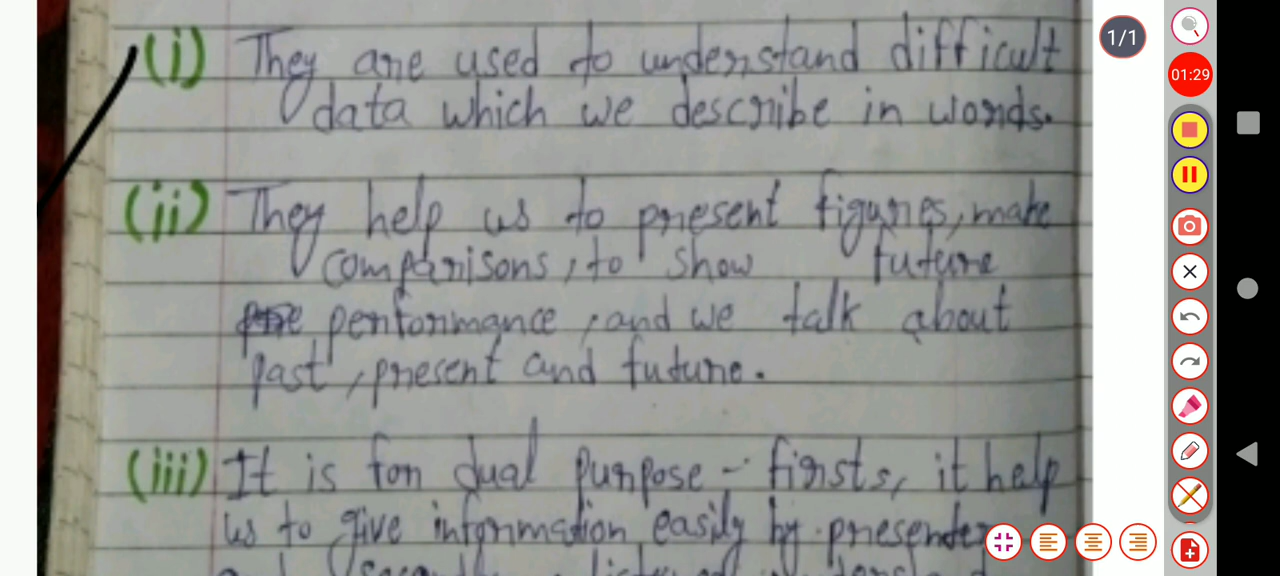 1/1
01:29
(i) They are used to understand difficult
data which we describe in words.
(ii) They help us to present figures, make
comparisons, to show future
performance, and we talk about
past, present and future.
(iii) It is for dual purpose - firsts, it help
us to give information easily by presenter